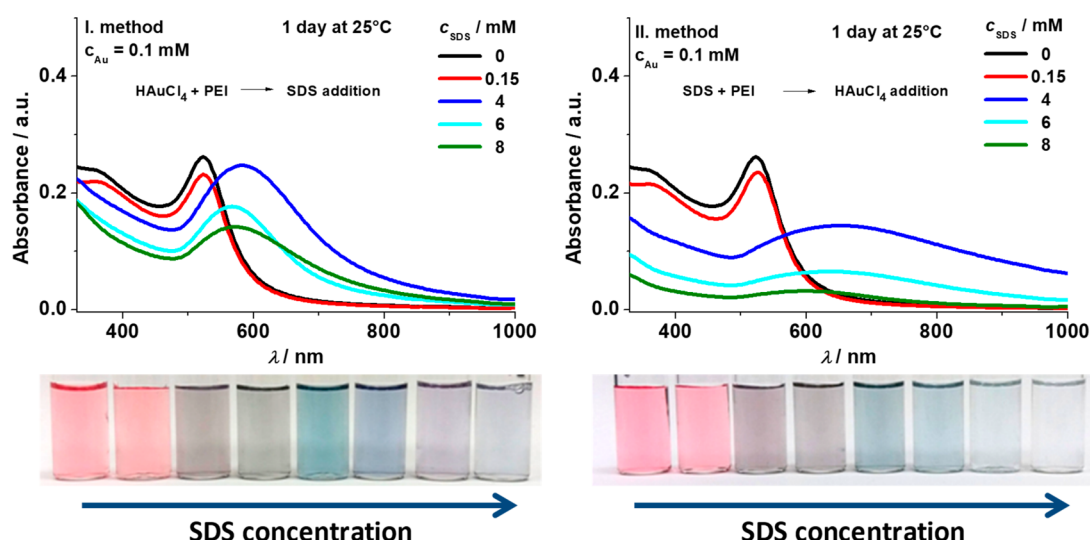 I. method
c_Au = 0.1 mM
1 day at 25°C
HAuCl₄ + PEI → SDS addition
c_SDS / mM
0
0.15
4
6
8
Absorbance / a.u.
0.4
0.2
0.0
400 600 800 1000
λ / nm
SDS concentration
II. method
c_Au = 0.1 mM
1 day at 25°C
SDS + PEI → HAuCl₄ addition
c_SDS / mM
0
0.15
4
6
8
Absorbance / a.u.
0.4
0.2
0.0
400 600 800 1000
λ / nm
SDS concentration